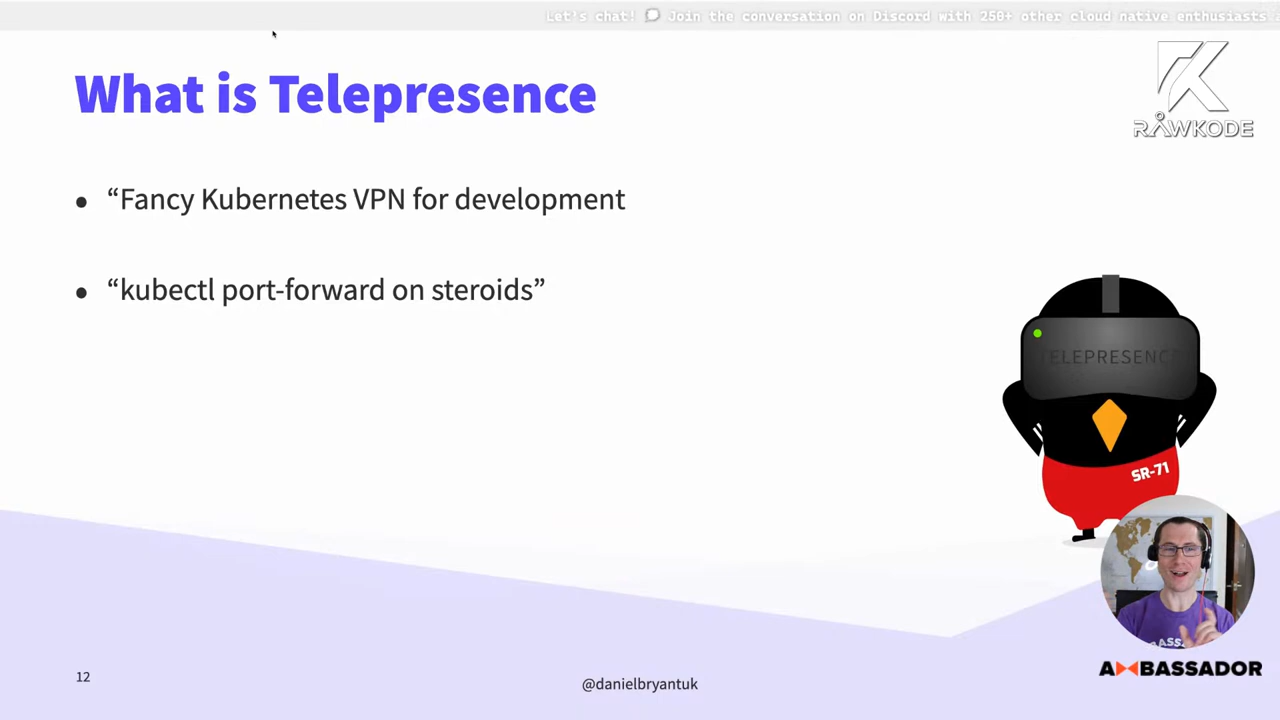 Let's chat! 💬 Join the conversation on Discord with 250+ other cloud native enthusiasts
What is Telepresence
RAWKODE
• “Fancy Kubernetes VPN for development
• “kubectl port-forward on steroids”
TELEPRESENCE
SR-71
12
@danielbryantuk
AMBASSADOR